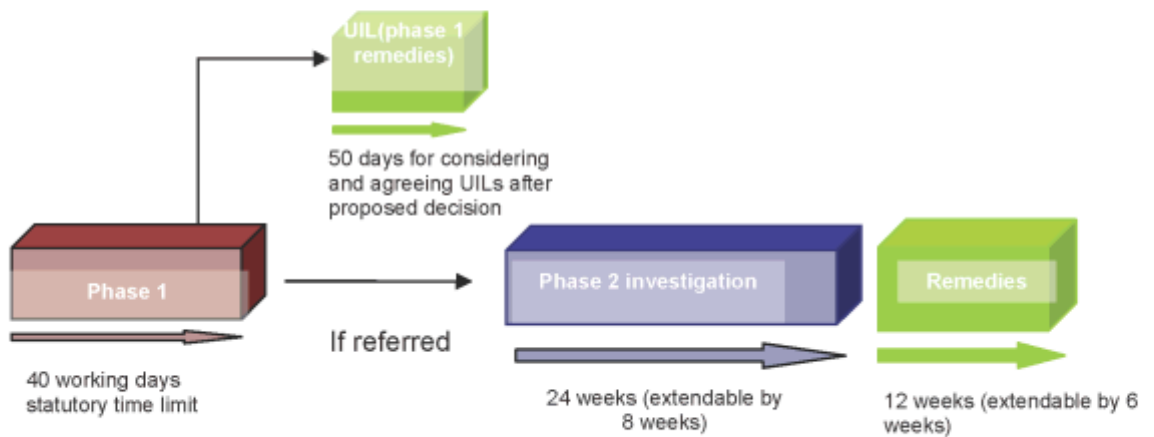 UIL(phase 1
remedies)
50 days for considering
and agreeing UILs after
proposed decision
Phase 1
If referred
Phase 2 investigation
Remedies
40 working days
statutory time limit
24 weeks (extendable by
8 weeks)
12 weeks (extendable by 6
weeks)